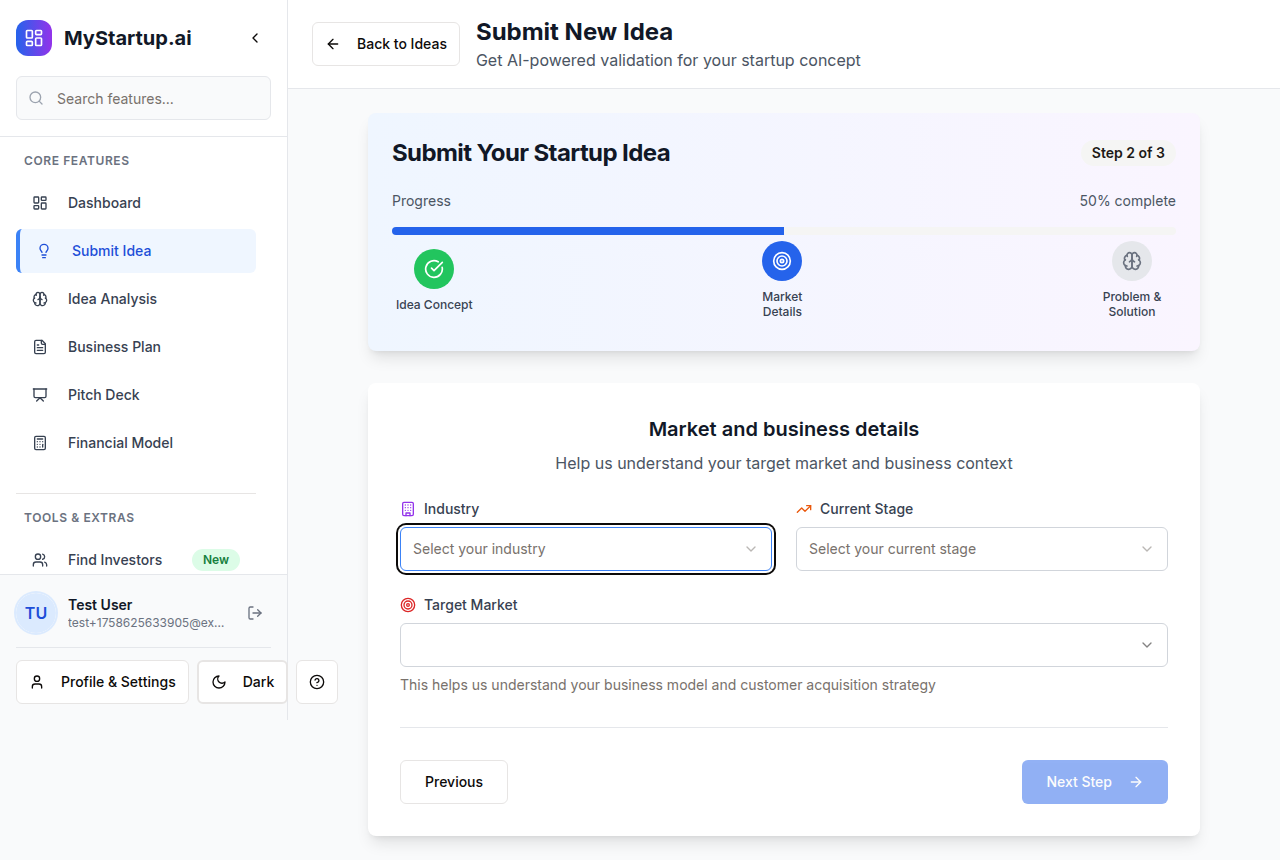 MyStartup.ai
Search features...
CORE FEATURES
Dashboard
Submit Idea
Idea Analysis
Business Plan
Pitch Deck
Financial Model
TOOLS & EXTRAS
Find Investors
New
TU
Test User
test+1758625633905@ex...
Profile & Settings
Dark
Back to Ideas
Submit New Idea
Get AI-powered validation for your startup concept
Submit Your Startup Idea
Step 2 of 3
Progress
50% complete
Idea Concept
Market
Details
Problem &
Solution
Market and business details
Help us understand your target market and business context
Industry
Current Stage
Select your industry
Select your current stage
Target Market
This helps us understand your business model and customer acquisition strategy
Previous
Next Step